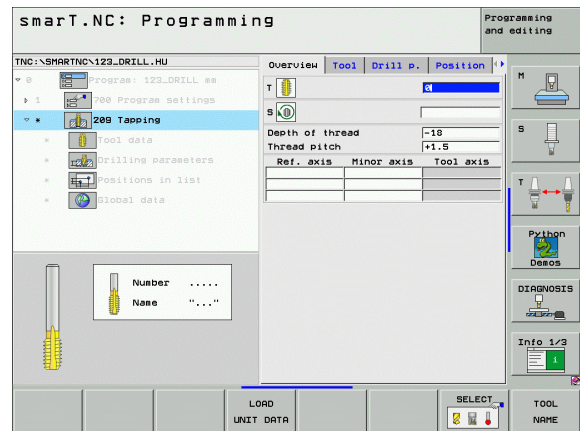 smarT.NC: Programming
Programming
and editing
TNC:\SMARTNC\123_DRILL.HU
0 Program: 123_DRILL mm
1 700 Program settings
* 209 Tapping
* Tool data
* Drilling parameters
* Positions in list
* Global data
Overview Tool Drill p. Position
T 0
S
Depth of thread -18
Thread pitch +1.5
Ref. axis Minor axis Tool axis
Number .....
Name "..."
M
S
T
Python
Demos
DIAGNOSIS
Info 1/3
i
LOAD
UNIT DATA
SELECT
TOOL
NAME